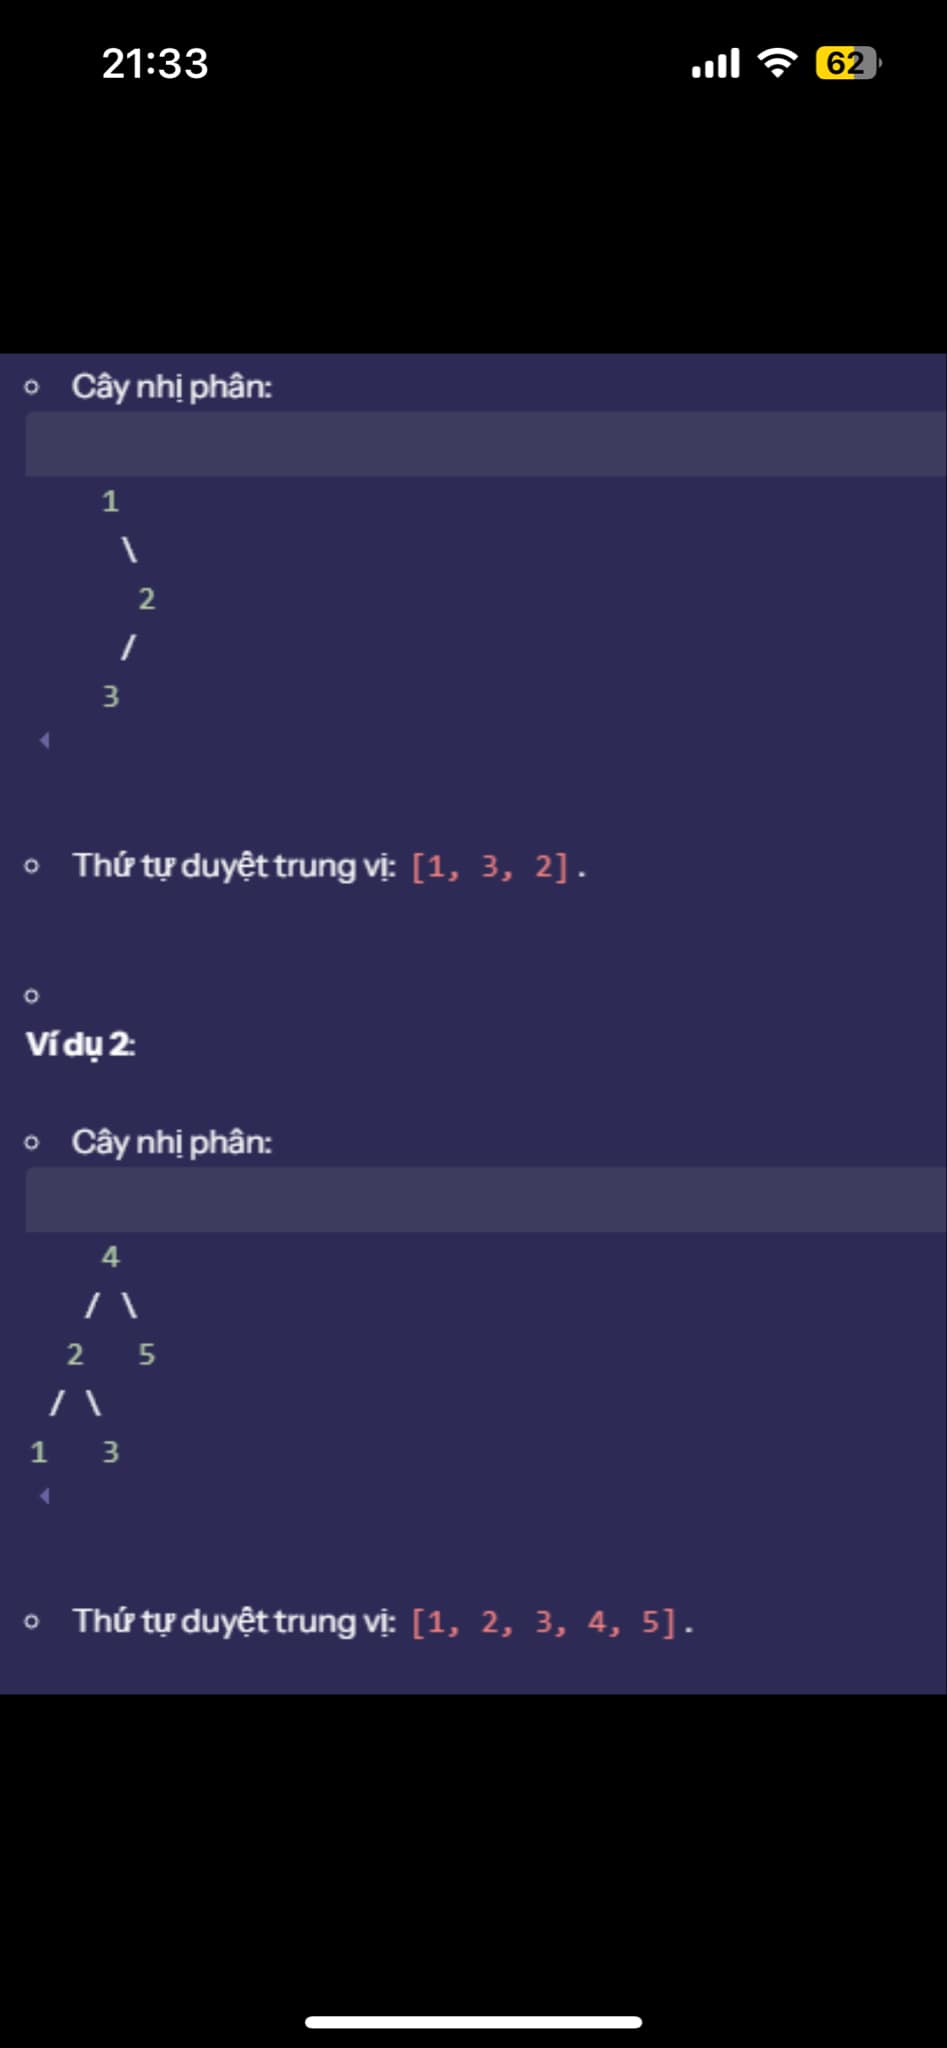 21:33
62
Cây nhị phân:
1
\
2
/
3
Thứ tự duyệt trung vị: [1, 3, 2].
Ví dụ 2:
Cây nhị phân:
4
/ \
2 5
/ \
1 3
Thứ tự duyệt trung vị: [1, 2, 3, 4, 5].